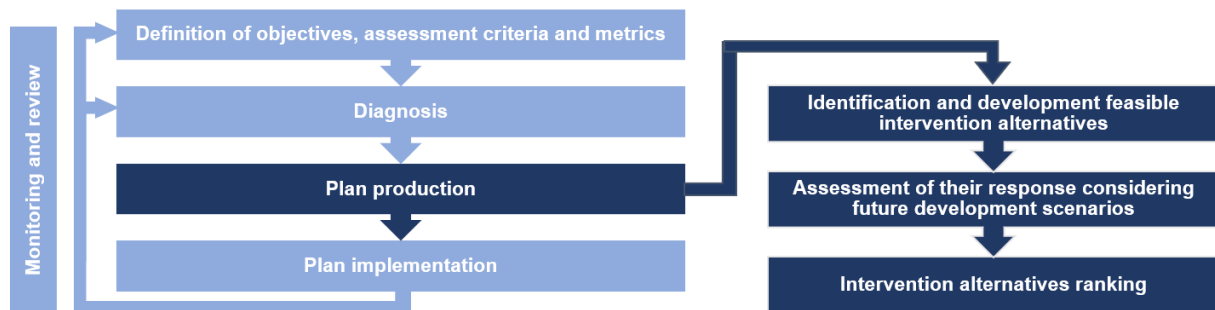 Monitoring and review
Definition of objectives, assessment criteria and metrics
Diagnosis
Plan production
Plan implementation
Identification and development feasible
intervention alternatives
Assessment of their response considering
future development scenarios
Intervention alternatives ranking